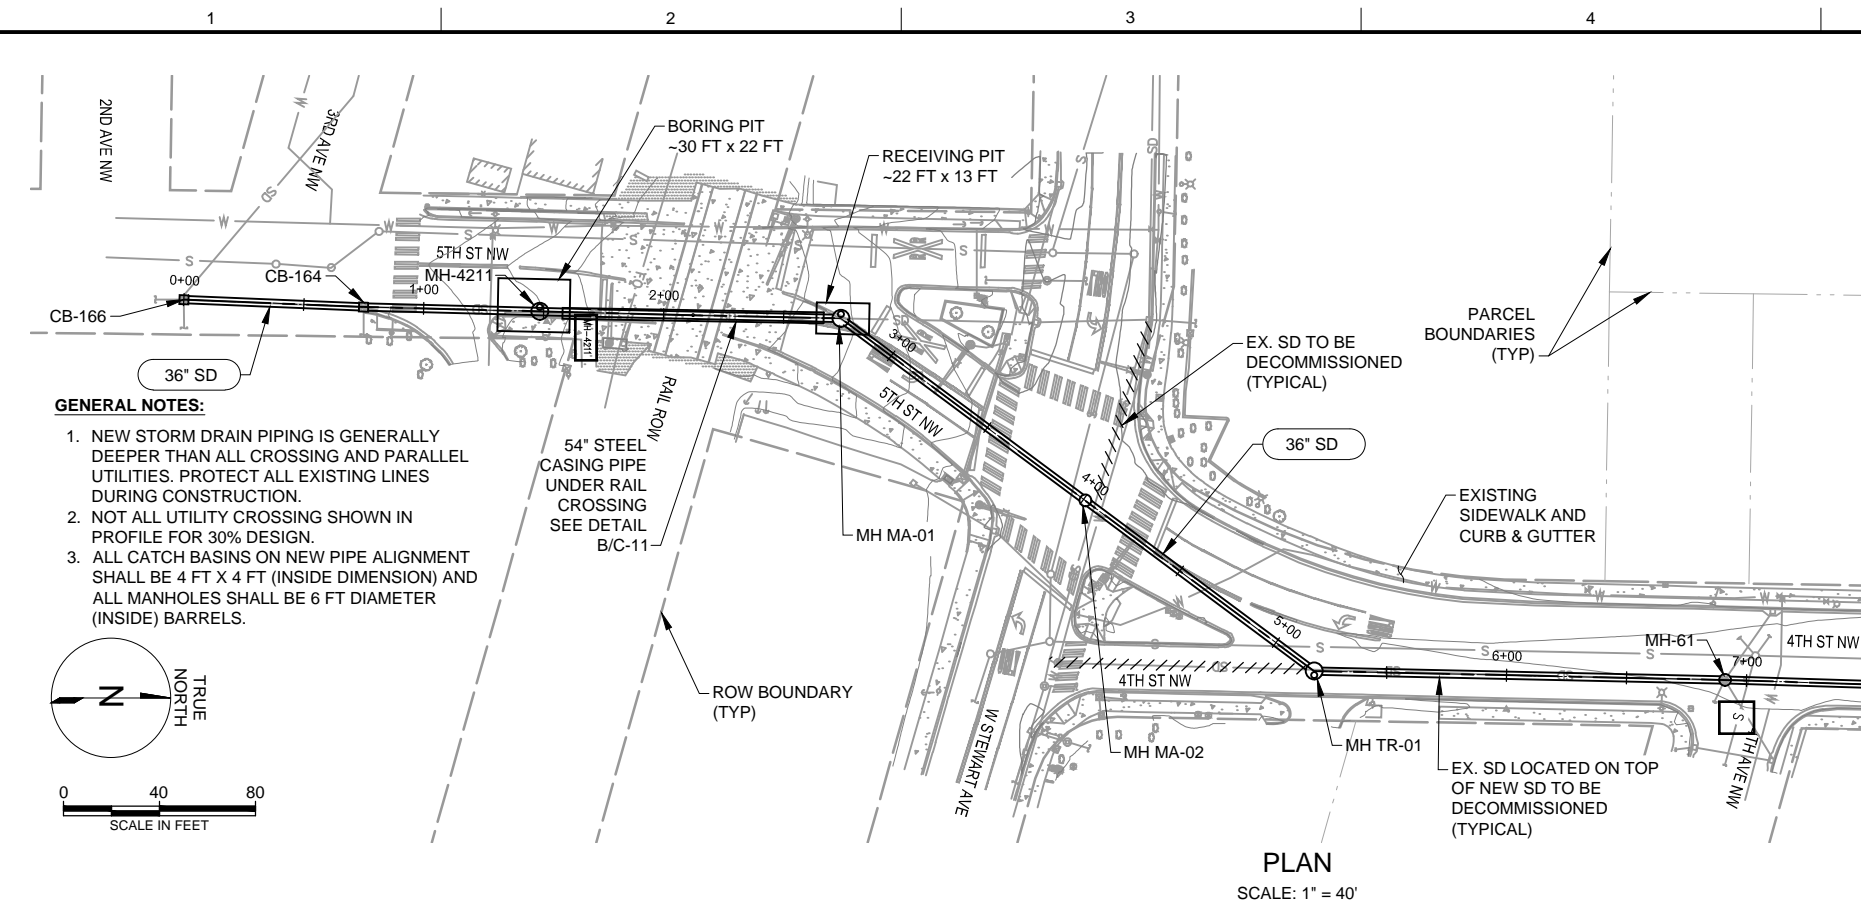 1
2
3
4
2ND AVE NW
3RD AVE NW
W
SD
BORING PIT
~30 FT x 22 FT
RECEIVING PIT
~22 FT x 13 FT
SD
S
W
W
W
S
S
5TH ST NW
MH-4211
CB-164
0+00
1+00
2+00
CB-166
MH-4211
36" SD
SD
3+00
PARCEL
BOUNDARIES
(TYP)
EX. SD TO BE
DECOMMISSIONED
(TYPICAL)
RAIL ROW
5TH ST NW
36" SD
GENERAL NOTES:
1. NEW STORM DRAIN PIPING IS GENERALLY
DEEPER THAN ALL CROSSING AND PARALLEL
UTILITIES. PROTECT ALL EXISTING LINES
DURING CONSTRUCTION.
2. NOT ALL UTILITY CROSSING SHOWN IN
PROFILE FOR 30% DESIGN.
3. ALL CATCH BASINS ON NEW PIPE ALIGNMENT
SHALL BE 4 FT X 4 FT (INSIDE DIMENSION) AND
ALL MANHOLES SHALL BE 6 FT DIAMETER
(INSIDE) BARRELS.
54" STEEL
CASING PIPE
UNDER RAIL
CROSSING
SEE DETAIL
B/C-11
MH MA-01
4+00
EXISTING
SIDEWALK AND
CURB & GUTTER
W
W
W
5+00
S
S
S
6+00
MH-61
7+00
4TH ST NW
SD
4TH ST NW
N
TRUE
NORTH
ROW BOUNDARY
(TYP)
W STEWART AVE
MH MA-02
MH TR-01
S
7TH AVE NW
EX. SD LOCATED ON TOP
OF NEW SD TO BE
DECOMMISSIONED
(TYPICAL)
0 40 80
SCALE IN FEET
PLAN
SCALE: 1" = 40'